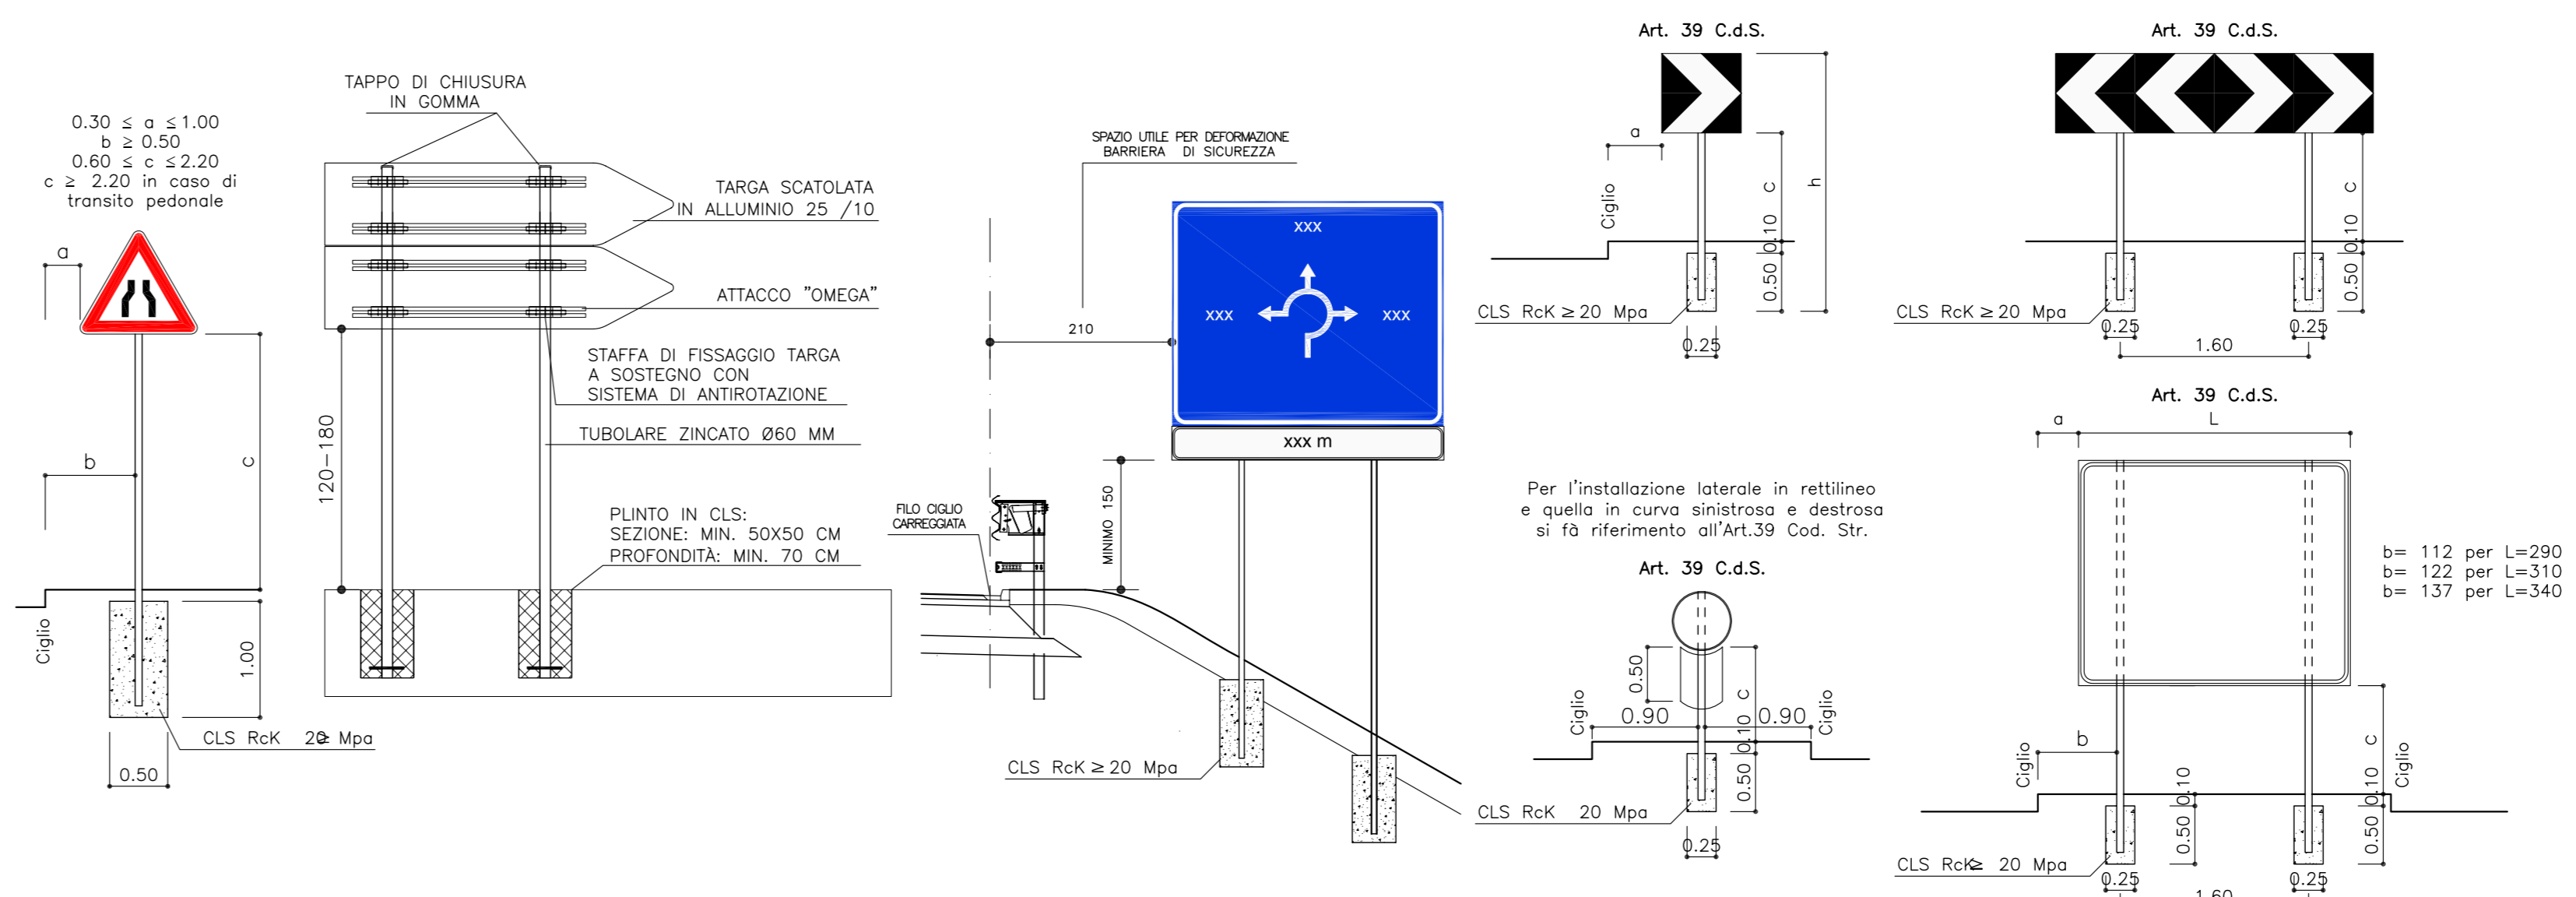 0.30 ≤ a ≤1.00
b ≥ 0.50
0.60 ≤ c ≤2.20
c ≥ 2.20 in caso di
transito pedonale
a
b
c
Ciglio
1.00
CLS RcK 20≥ Mpa
0.50
TAPPO DI CHIUSURA
IN GOMMA
TARGA SCATOLATA
IN ALLUMINIO 25 /10
ATTACCO "OMEGA"
STAFFA DI FISSAGGIO TARGA
A SOSTEGNO CON
SISTEMA DI ANTIROTAZIONE
TUBOLARE ZINCATO Ø60 MM
120-180
PLINTO IN CLS:
SEZIONE: MIN. 50X50 CM
PROFONDITÀ: MIN. 70 CM
SPAZIO UTILE PER DEFORMAZIONE
BARRIERA DI SICUREZZA
210
xxx
xxx
xxx
xxx m
FILO CIGLIO
CARREGGIATA
MINIMO 150
CLS RcK ≥ 20 Mpa
Art. 39 C.d.S.
a
Ciglio
c
h
0.10
0.50
CLS RcK ≥ 20 Mpa
0.25
Art. 39 C.d.S.
c
0.10
0.50
CLS RcK ≥ 20 Mpa
0.25
0.25
1.60
Per l'installazione laterale in rettilineo
e quella in curva sinistrosa e destrosa
si fà riferimento all'Art.39 Cod. Str.
Art. 39 C.d.S.
0.50
c
Ciglio
0.90
0.90
Ciglio
0.10
0.50
CLS RcK 20 Mpa
0.25
Art. 39 C.d.S.
a
L
b= 112 per L=290
b= 122 per L=310
b= 137 per L=340
Ciglio
b
c
Ciglio
0.10
0.10
0.50
0.50
CLS RcK≥ 20 Mpa
0.25
0.25
1.60